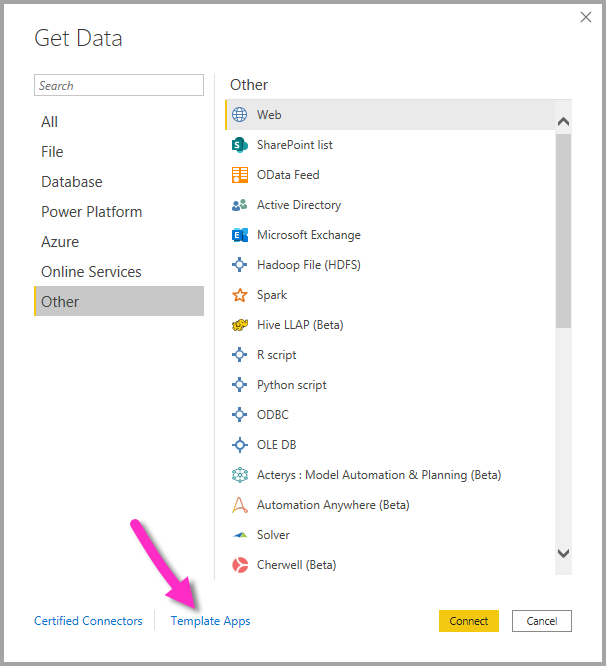 Get Data
Search
All
File
Database
Power Platform
Azure
Online Services
Other
Other
Web
SharePoint list
OData Feed
Active Directory
Microsoft Exchange
Hadoop File (HDFS)
Spark
Hive LLAP (Beta)
R script
Python script
ODBC
OLE DB
Acterys : Model Automation & Planning (Beta)
Automation Anywhere (Beta)
Solver
Cherwell (Beta)
Certified Connectors
Template Apps
Connect
Cancel